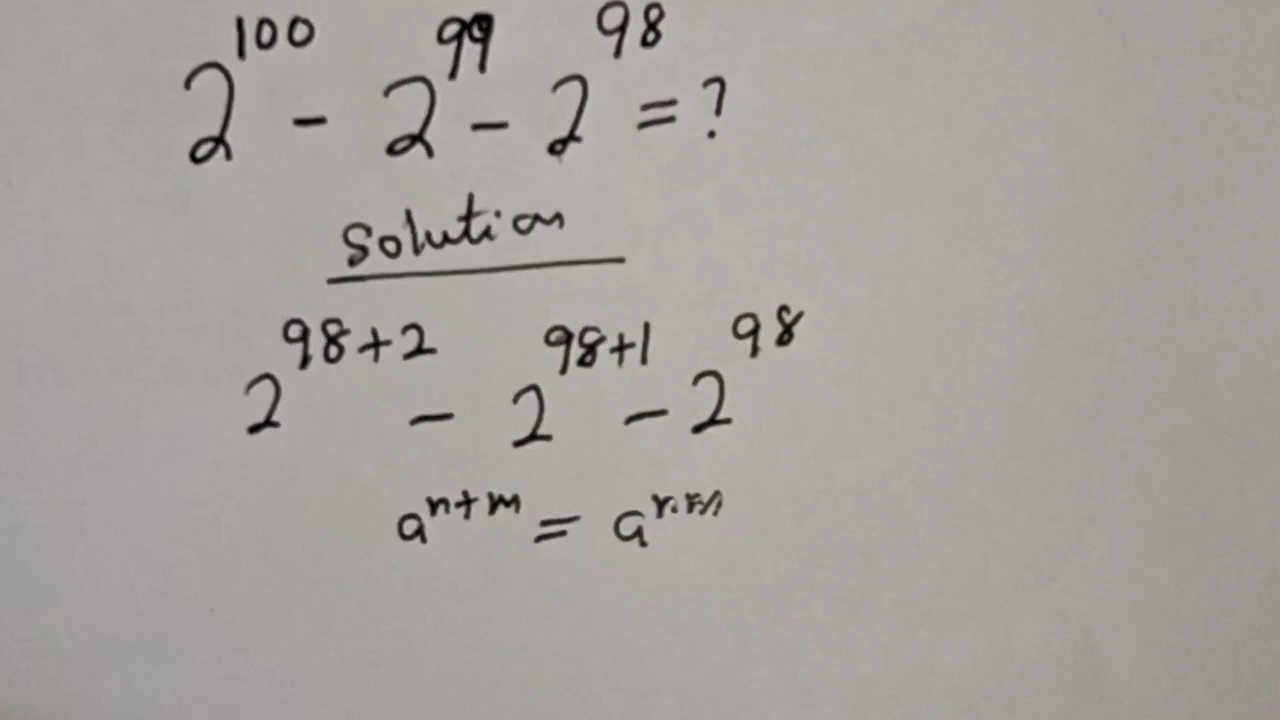 2^100 - 2^99 - 2^98 = ?
Solution
2^98+2 - 2^98+1 - 2^98
a^n+m = a^n.m